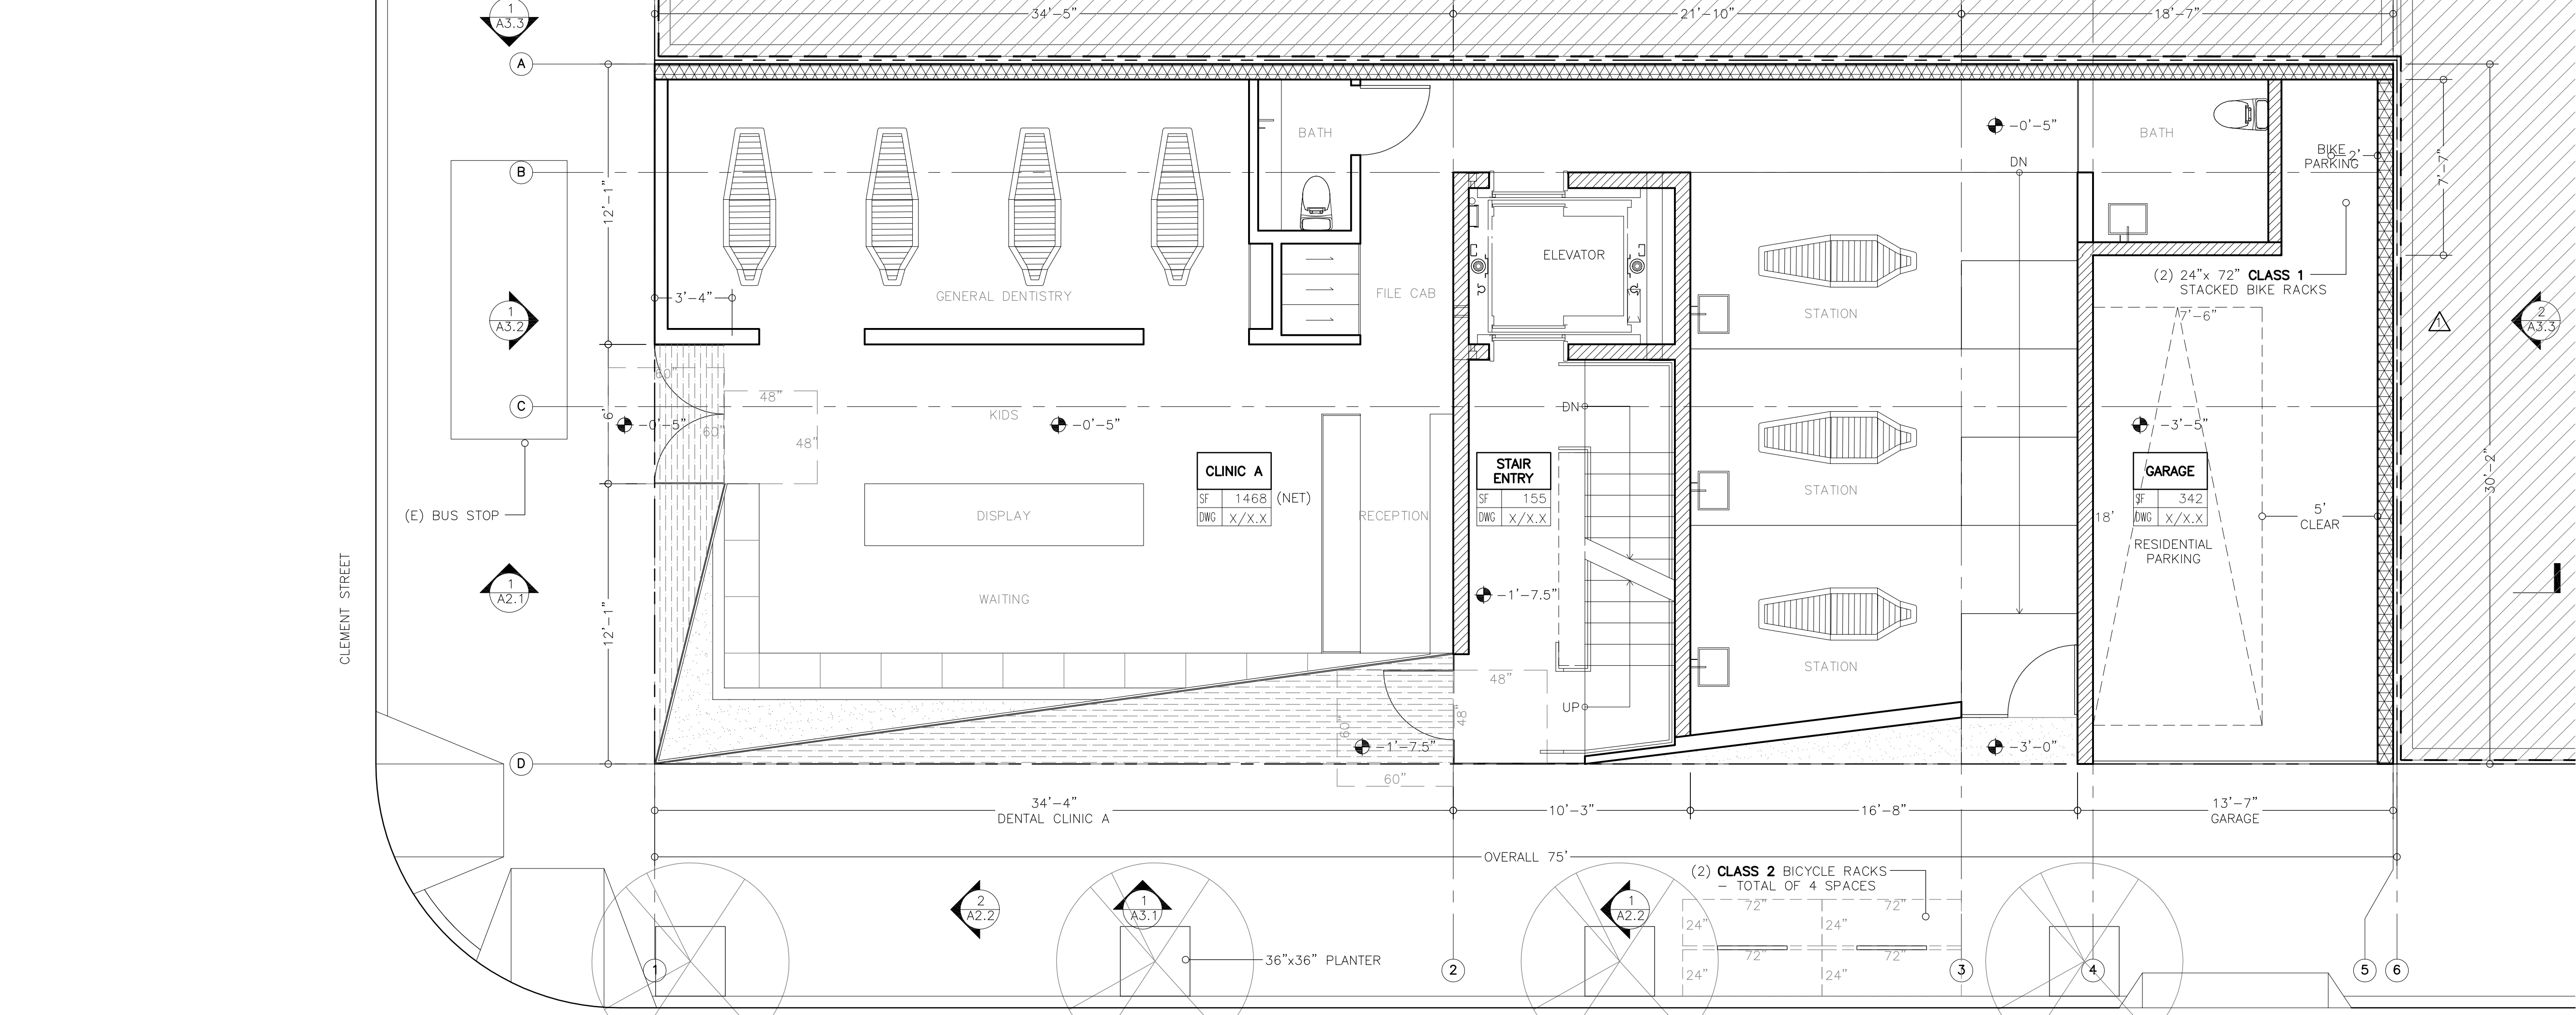 1
A3.3
34'-5"
21'-10"
18'-7"
A
BATH
-0'-5"
BATH
BIKE
PARKING
2'
DN
B
12'-1"
7'-7"
ELEVATOR
(2) 24"x 72" CLASS 1
STACKED BIKE RACKS
3'-4"
GENERAL DENTISTRY
FILE CAB
STATION
7'-6"
1
A3.2
1
2
A3.3
60"
48"
C
6'
KIDS
DN
-0'-5"
60"
48"
-0'-5"
-3'-5"
CLINIC A
SF 1468 (NET)
DWG X/X.X
STAIR
ENTRY
SF 155
DWG X/X.X
STATION
GARAGE
SF 342
DWG X/X.X
30'-2"
(E) BUS STOP
DISPLAY
RECEPTION
18'
5'
CLEAR
RESIDENTIAL
PARKING
CLEMENT STREET
1
A2.1
12'-1"
WAITING
-1'-7.5"
STATION
48"
UP
48"
60"
-1'-7.5"
-3'-0"
D
60"
34'-4"
DENTAL CLINIC A
10'-3"
16'-8"
13'-7"
GARAGE
OVERALL 75'
(2) CLASS 2 BICYCLE RACKS
- TOTAL OF 4 SPACES
2
A2.2
1
A3.1
1
A2.2
72"
72"
24"
24"
72"
72"
24"
24"
36"x36" PLANTER
1
2
3
4
5
6